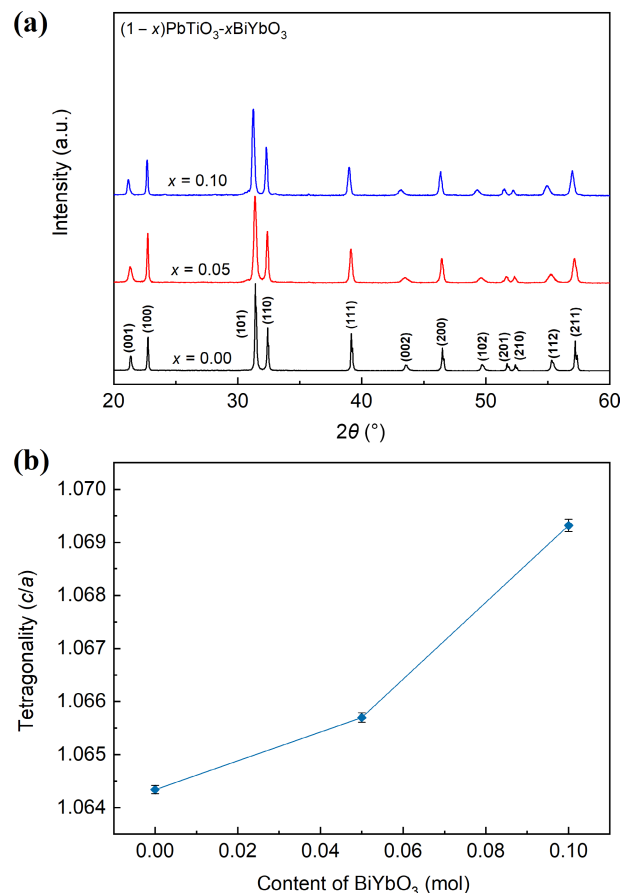 (a)
(1 – x)PbTiO₃-xBiYbO₃
Intensity (a.u.)
x = 0.10
x = 0.05
x = 0.00
(001)
(100)
(101)
(110)
(111)
(002)
(200)
(102)
(201)
(210)
(112)
(211)
20 30 40 50 60
2θ (°)
(b)
1.070
1.069
1.068
1.067
1.066
1.065
1.064
Tetragonality (c/a)
0.00 0.02 0.04 0.06 0.08 0.10
Content of BiYbO₃ (mol)